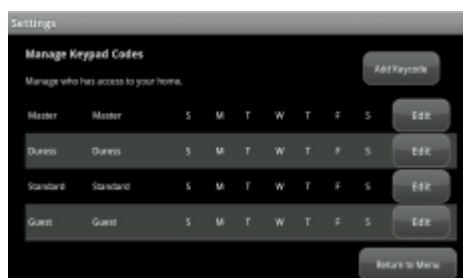 Settings
Manage Keypad Codes
Add Keycode
Manage who has access to your home.
Master Master S M T W T F S Edit
Duress Duress S M T W T F S Edit
Standard Standard S M T W T F S Edit
Guest Guest S M T W T F S Edit
Return to Menu